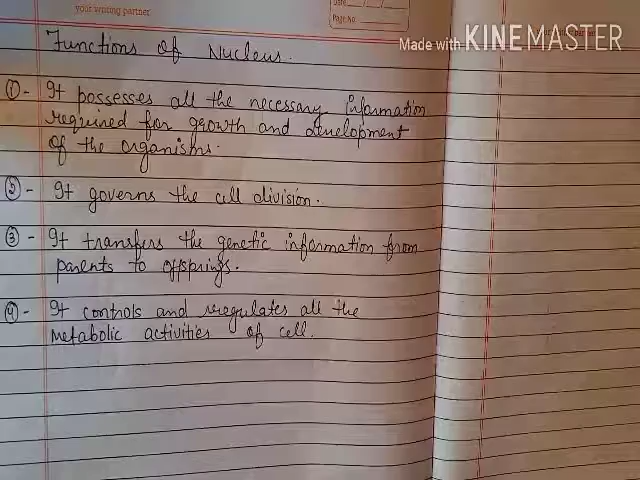 your writing partner
Date
Page No.
Made with KINEMASTER
Functions of Nucleus.
①- It possesses all the necessary information
required for growth and development
of the organisms.
②- It governs the cell division.
③- It transfers the genetic information from
parents to offsprings.
④- It controls and regulates all the
metabolic activities of cell.